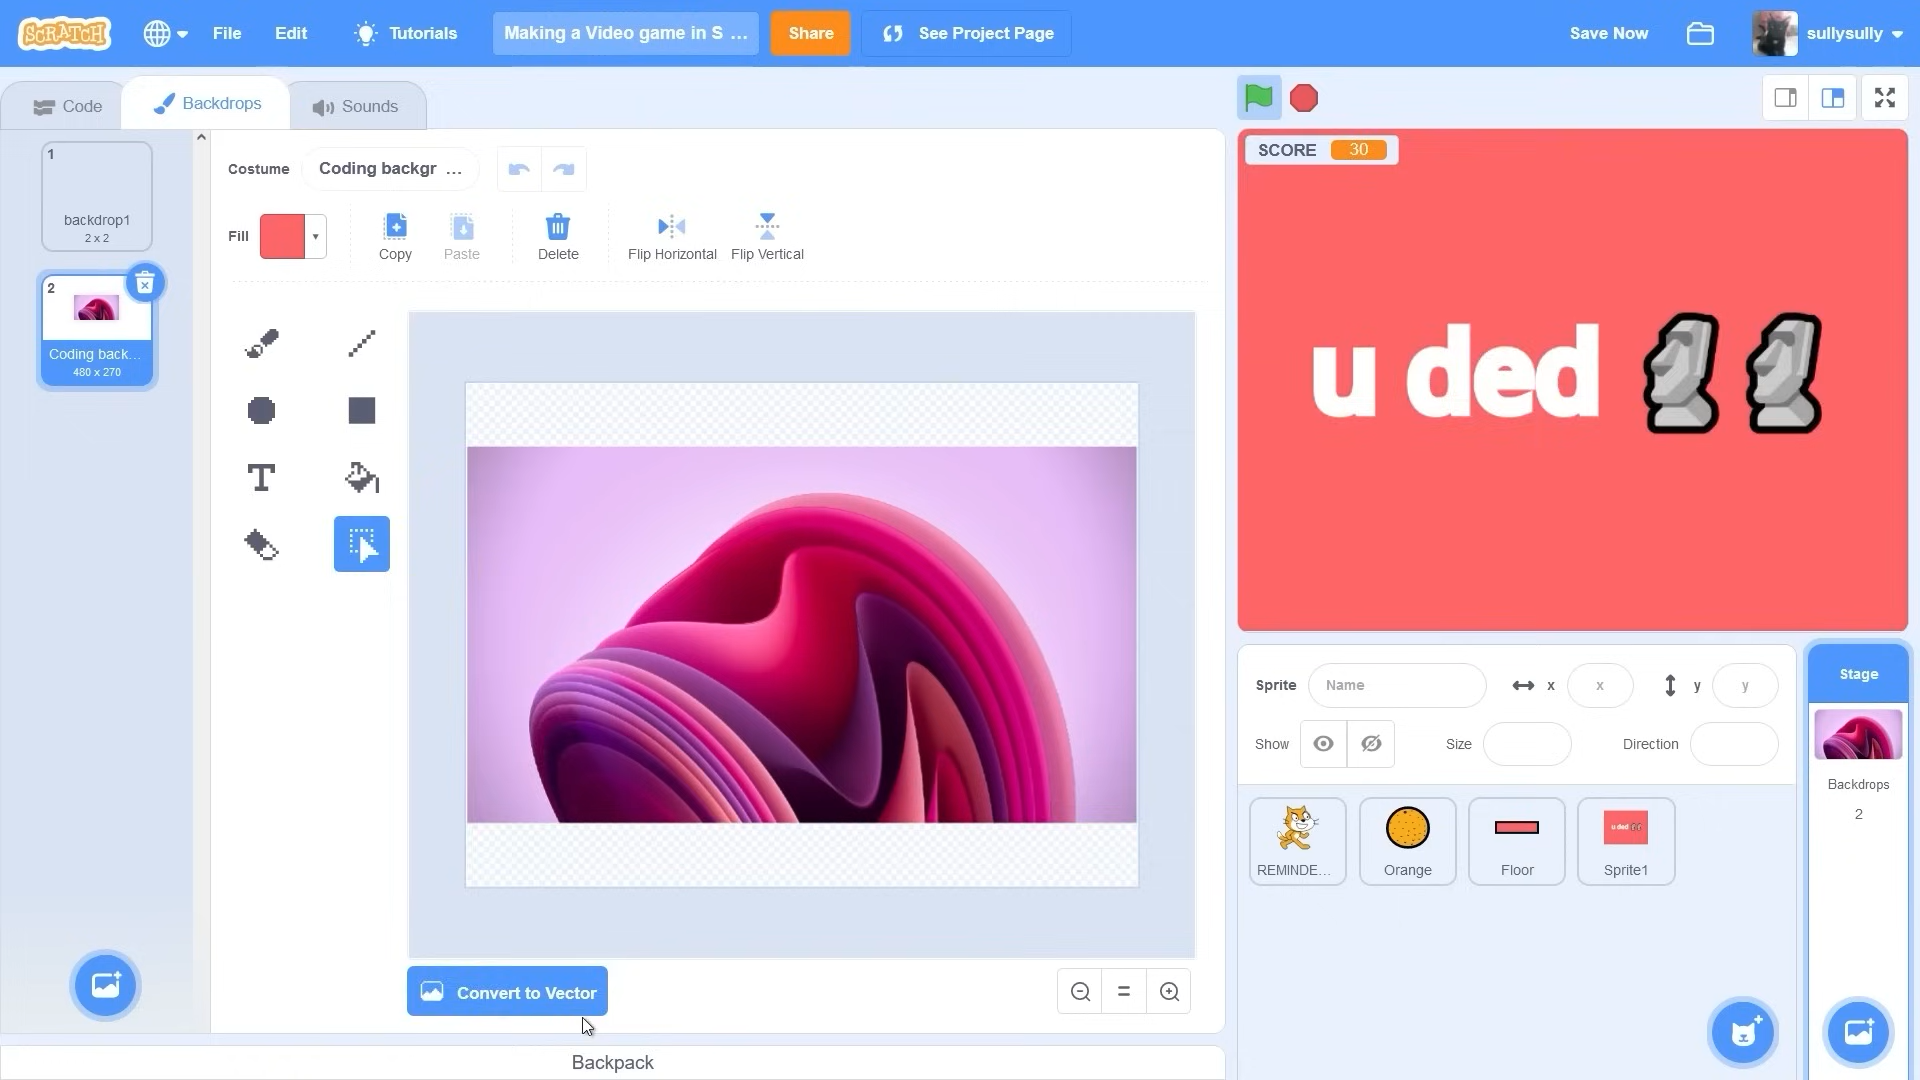 SCRATCH
File
Edit
Tutorials
Making a Video game in S ...
Share
See Project Page
Save Now
sullysully
Code
Backdrops
Sounds
1
backdrop1
2 x 2
2
Coding back...
480 x 270
Costume
Coding backgr ...
Fill
Copy
Paste
Delete
Flip Horizontal
Flip Vertical
T
Convert to Vector
Backpack
SCORE 30
u ded 🗿🗿
Sprite
Name
x
x
y
y
Show
Size
Direction
REMINDE...
Orange
Floor
u ded
Sprite1
Stage
Backdrops
2